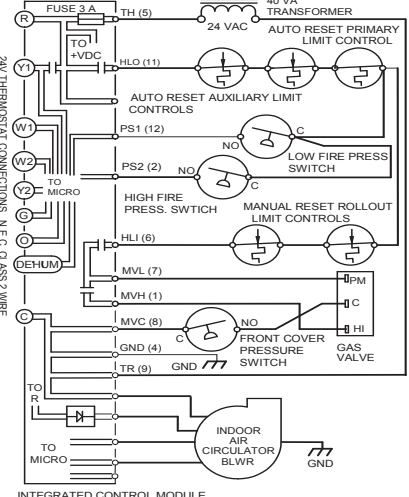 40 VA
TRANSFORMER
FUSE 3 A
TH (5)
R
24 VAC
TO
+VDC
AUTO RESET PRIMARY
LIMIT CONTROL
HLO (11)
Y1
AUTO RESET AUXILIARY LIMIT
CONTROLS
PS1 (12)
W1
C
NO
LOW FIRE PRESS
SWITCH
W2
PS2 (2)
NO
C
Y2
TO
MICRO
HIGH FIRE
PRESS. SWTICH
G
MANUAL RESET ROLLOUT
LIMIT CONTROLS
O
HLI (6)
DEHUM
MVL (7)
PM
MVH (1)
C
C
MVC (8)
NO
HI
C
FRONT COVER
PRESSURE
SWITCH
GAS
VALVE
GND (4)
GND
TR (9)
TO
R
INDOOR
AIR
CIRCULATOR
BLWR
TO
MICRO
GND
INTEGRATED CONTROL MODULE
24V THERMOSTAT CONNECTIONS N.E.C. CLASS 2 WIRE